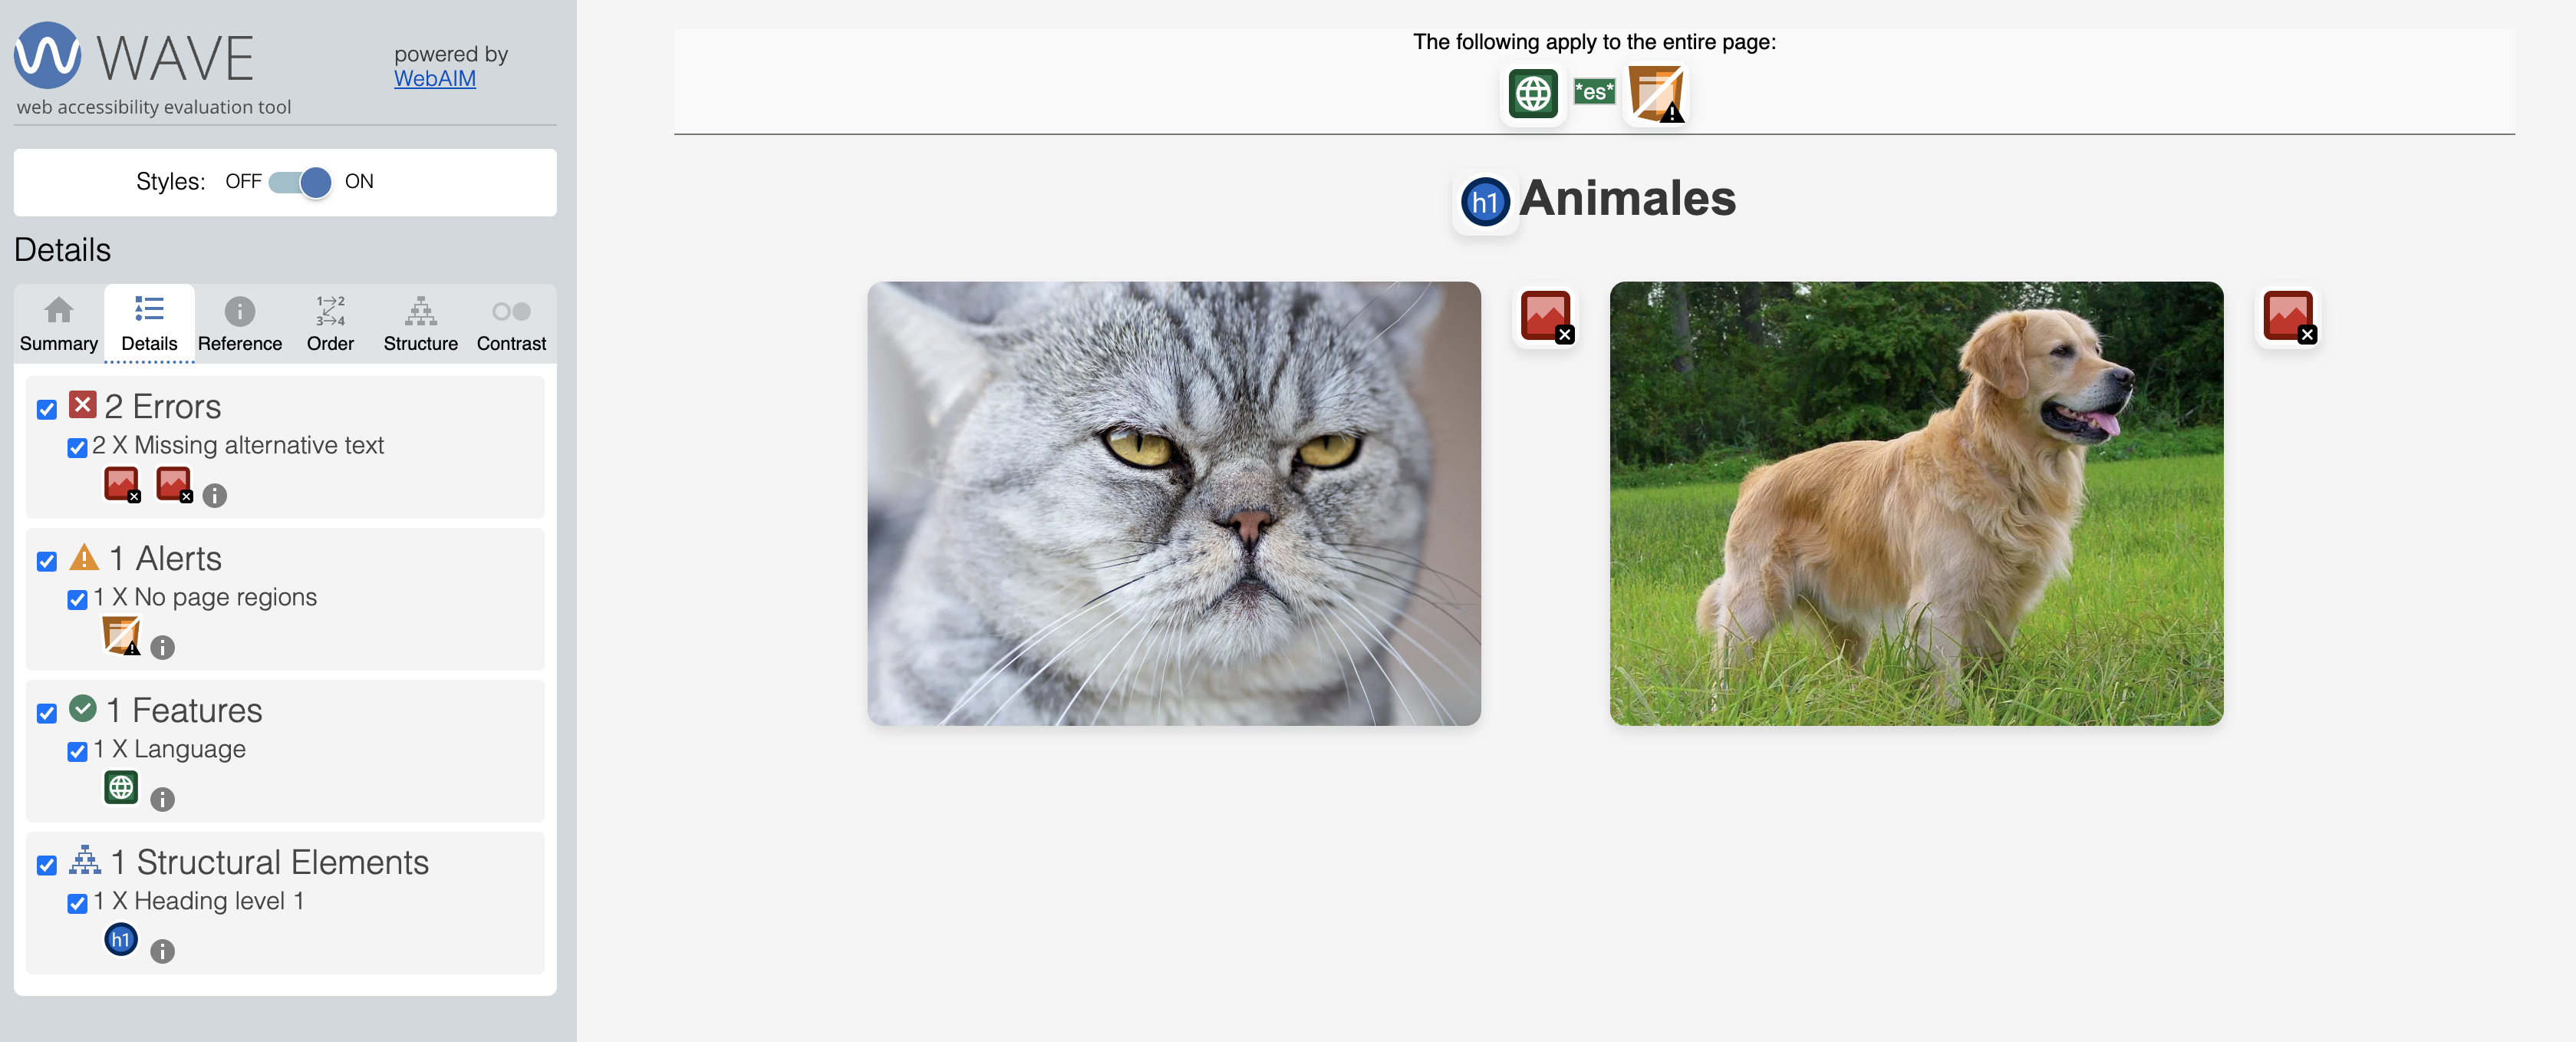 WAVE
web accessibility evaluation tool
powered by
WebAIM
Styles: OFF ON
Details
Summary Details Reference Order Structure Contrast
2 Errors
2 X Missing alternative text
1 Alerts
1 X No page regions
1 Features
1 X Language
1 Structural Elements
1 X Heading level 1
h1
The following apply to the entire page:
*es*
h1 Animales